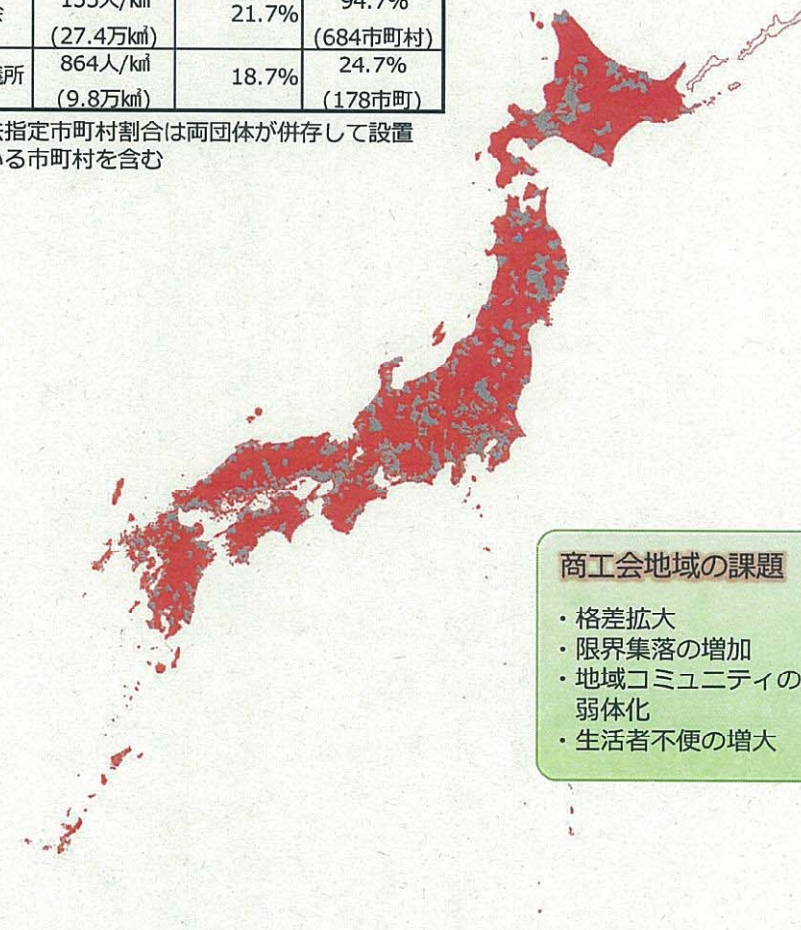 人/k㎡ 21.7% 94.7%
(27.4万k㎡) (684市町村)
所 864人/k㎡ 18.7% 24.7%
(9.8万k㎡) (178市町)
指定市町村割合は両団体が併存して設置
る市町村を含む
商工会地域の課題
・格差拡大
・限界集落の増加
・地域コミュニティの
弱体化
・生活者不便の増大